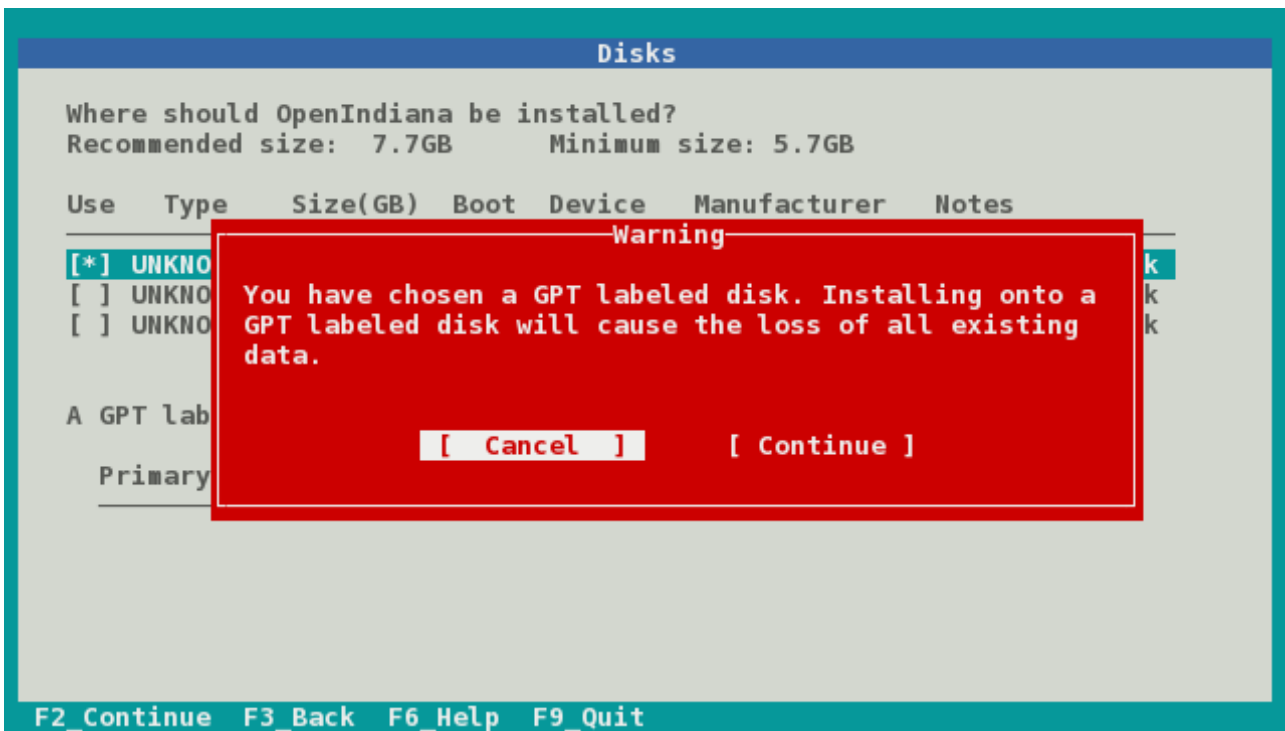 Disks
Where should OpenIndiana be installed?
Recommended size:  7.7GB      Minimum size: 5.7GB
Use   Type    Size(GB)  Boot  Device   Manufacturer   Notes
Warning
[*] UNKNO k
[ ] UNKNO k
[ ] UNKNO k
You have chosen a GPT labeled disk. Installing onto a
GPT labeled disk will cause the loss of all existing
data.
A GPT lab
[  Cancel  ]     [ Continue ]
Primary
F2_Continue  F3_Back  F6_Help  F9_Quit